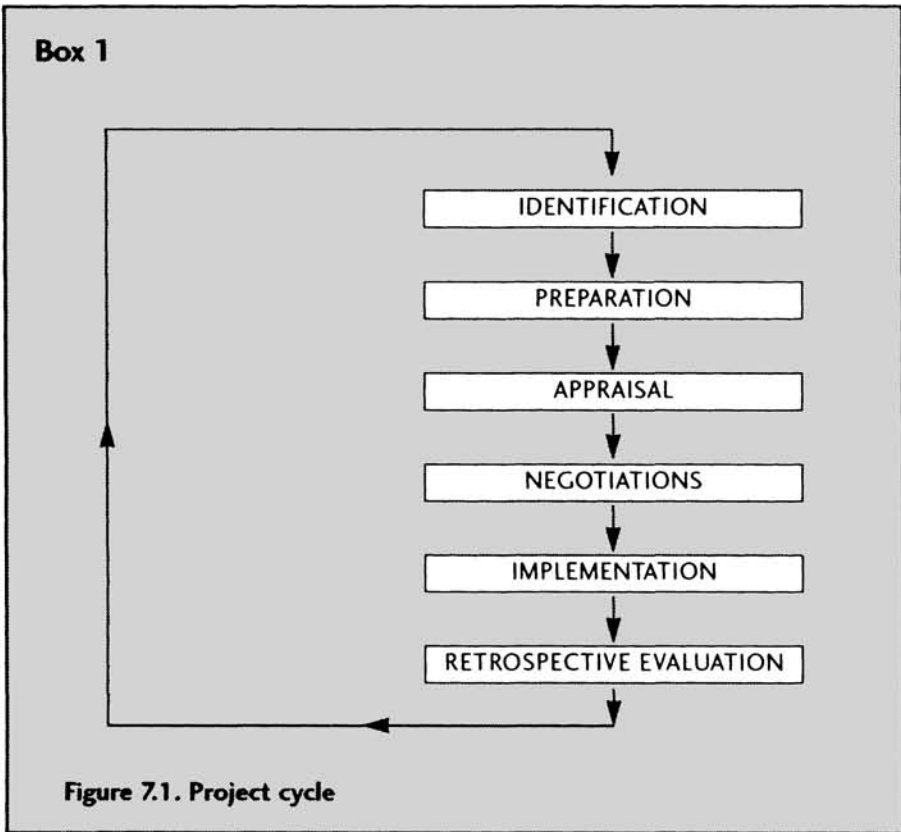 Box 1
IDENTIFICATION
PREPARATION
APPRAISAL
NEGOTIATIONS
IMPLEMENTATION
RETROSPECTIVE EVALUATION
Figure 7.1. Project cycle